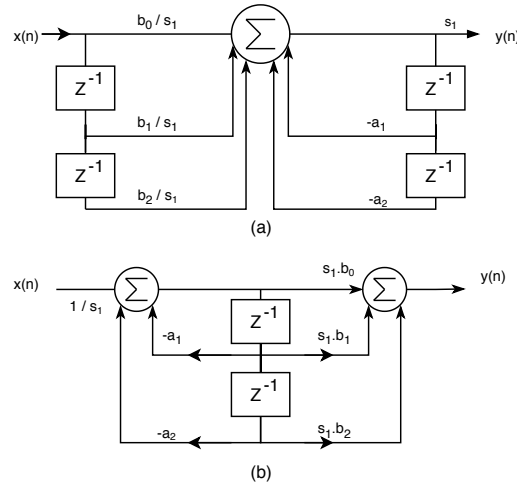 x(n) b₀ / s₁ ∑ s₁ y(n)
Z⁻¹ Z⁻¹
b₁ / s₁ -a₁
Z⁻¹ Z⁻¹
b₂ / s₁ -a₂
(a)
x(n) ∑ s₁.b₀ ∑ y(n)
1 / s₁
Z⁻¹
-a₁ s₁.b₁
Z⁻¹
-a₂ s₁.b₂
(b)